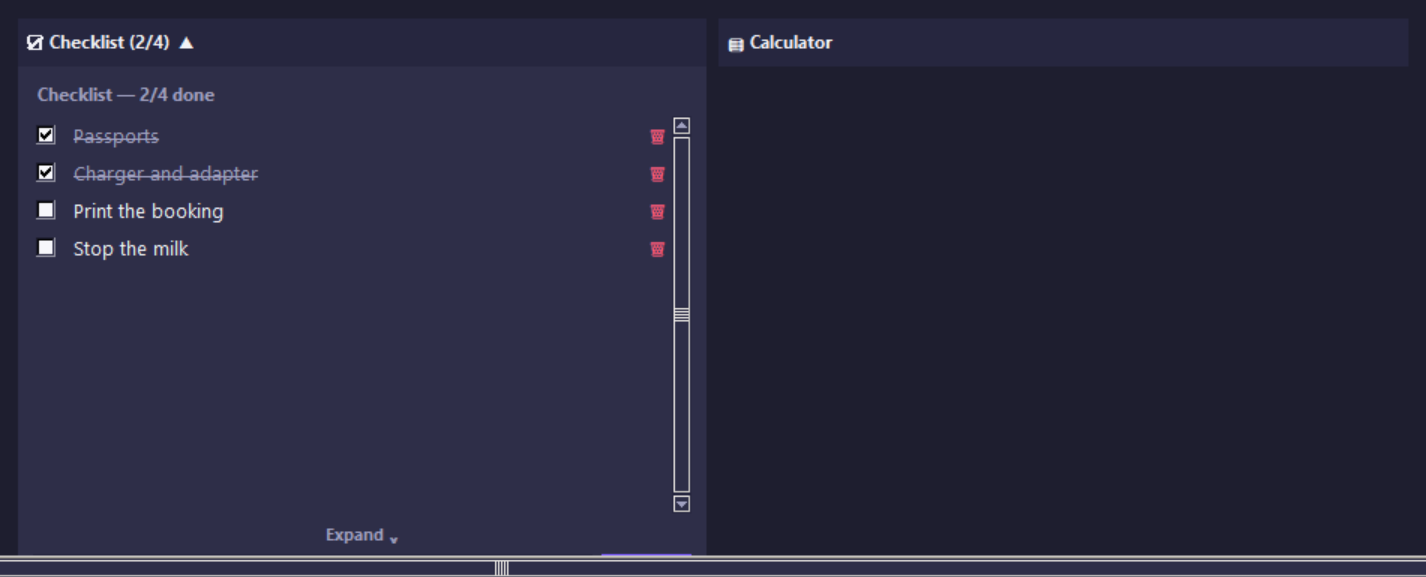 Checklist (2/4) ▲
Calculator
Checklist — 2/4 done
Passports
Charger and adapter
Print the booking
Stop the milk
Expand